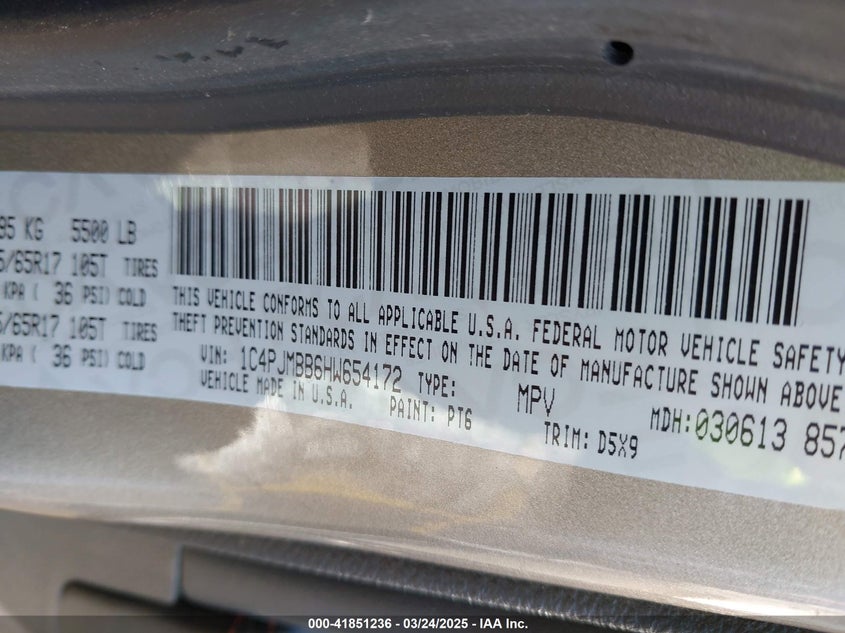 95 KG 5500 LB
5/65R17 105T TIRES
KPA ( 36 PSI) COLD
5/65R17 105T TIRES
KPA ( 36 PSI) COLD
THIS VEHICLE CONFORMS TO ALL APPLICABLE U.S.A. FEDERAL MOTOR VEHICLE SAFETY
THEFT PREVENTION STANDARDS IN EFFECT ON THE DATE OF MANUFACTURE SHOWN ABOVE
VIN: 1C4PJMBB6HW654172 TYPE: MPV MDH:030613 857
VEHICLE MADE IN U.S.A. PAINT: PT6 TRIM: D5X9
000-41851236 - 03/24/2025 - IAA Inc.